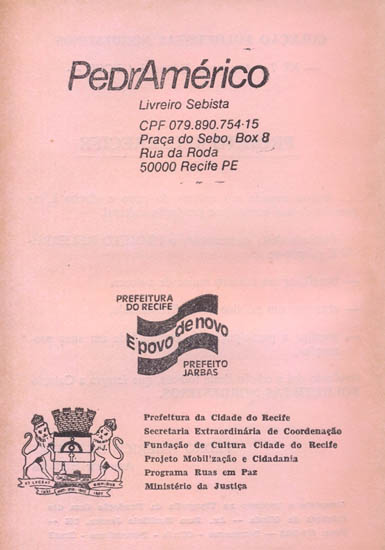 PEDRAMÉRICO
Livreiro Sebista
CPF 079.890.754-15
Praça do Sebo, Box 8
Rua da Roda
50000 Recife PE
PREFEITURA
DO RECIFE
E povo de novo
PREFEITO
JARBAS
Prefeitura da Cidade do Recife
Secretaria Extraordinária de Coordenação
Fundação de Cultura Cidade do Recife
Projeto Mobilização e Cidadania
Programa Ruas em Paz
Ministério da Justiça